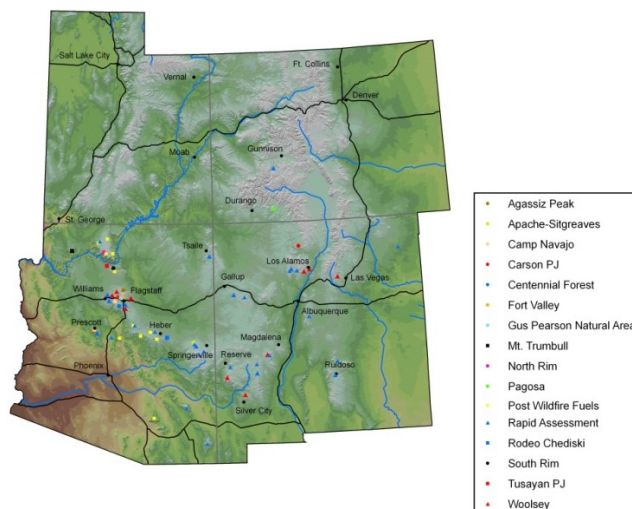 Salt Lake City
Vernal
Ft. Collins
Denver
Moab
Gunnison
St. George
Durango
Tsaile
Los Alamos
Las Vegas
Gallup
Williams
Flagstaff
Albuquerque
Prescott
Heber
Springerville
Magdalena
Reserve
Phoenix
Ruidoso
Silver City
Agassiz Peak
Apache-Sitgreaves
Camp Navajo
Carson PJ
Centennial Forest
Fort Valley
Gus Pearson Natural Area
Mt. Trumbull
North Rim
Pagosa
Post Wildfire Fuels
Rapid Assessment
Rodeo Chediski
South Rim
Tusayan PJ
Woolsey